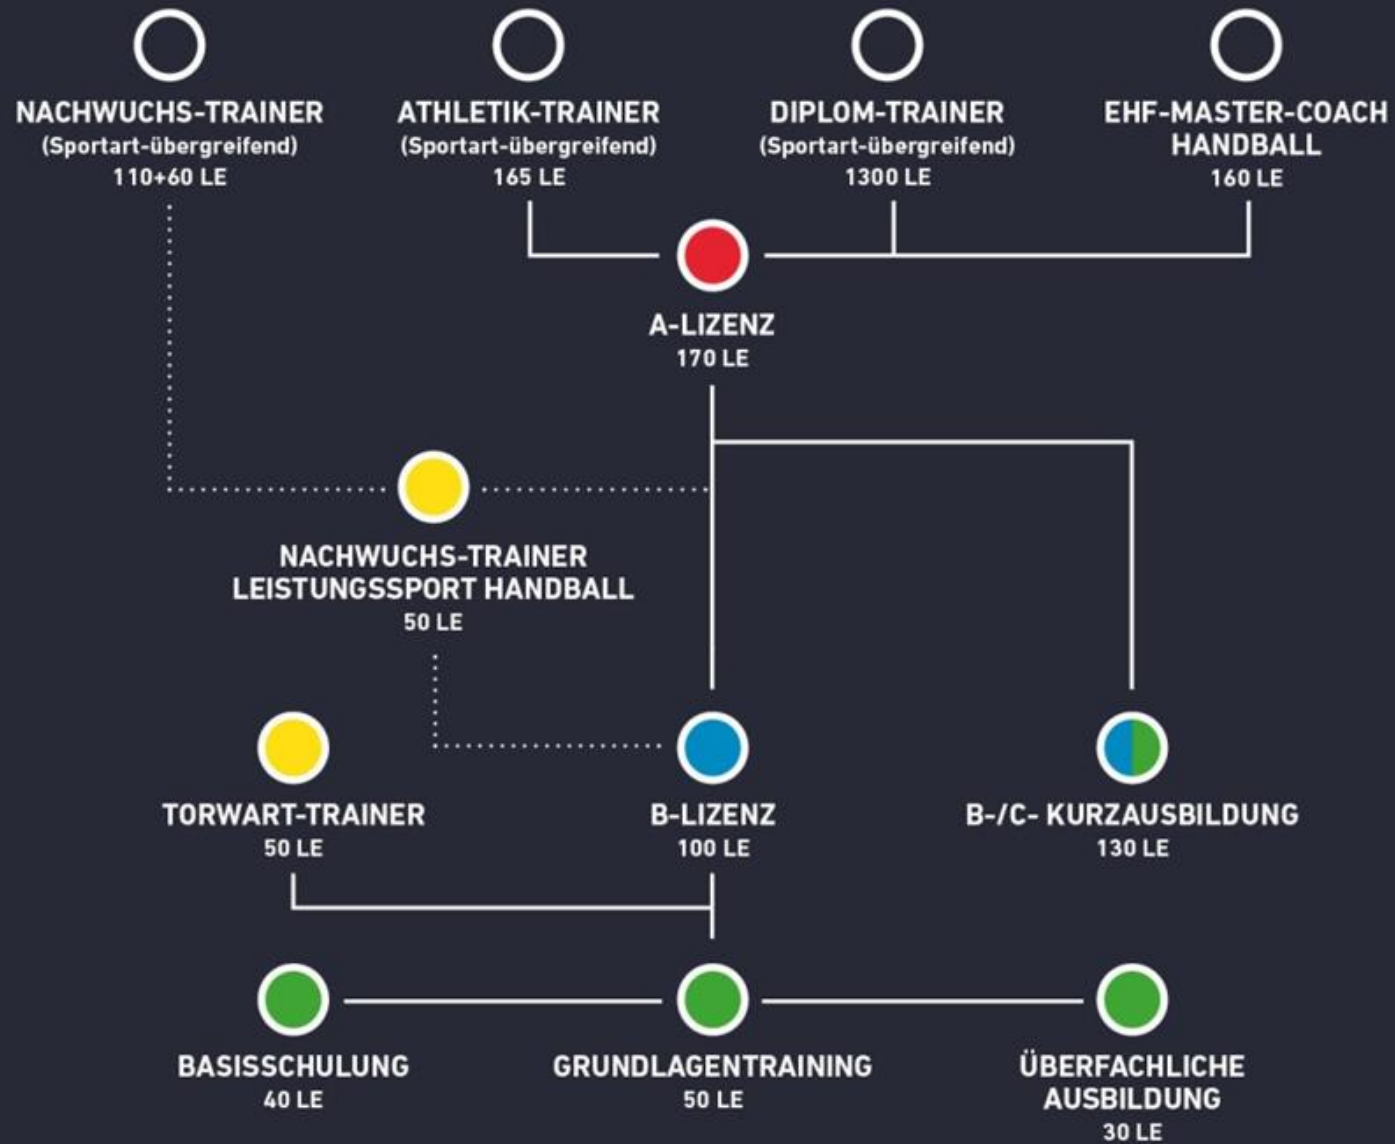 NACHWUCHS-TRAINER
(Sportart-übergreifend)
110+60 LE
ATHLETIK-TRAINER
(Sportart-übergreifend)
165 LE
DIPLOM-TRAINER
(Sportart-übergreifend)
1300 LE
EHF-MASTER-COACH
HANDBALL
160 LE
A-LIZENZ
170 LE
NACHWUCHS-TRAINER
LEISTUNGSSPORT HANDBALL
50 LE
TORWART-TRAINER
50 LE
B-LIZENZ
100 LE
B-/C- KURZAUSBILDUNG
130 LE
BASISSCHULUNG
40 LE
GRUNDLAGENTRAINING
50 LE
ÜBERFACHLICHE
AUSBILDUNG
30 LE